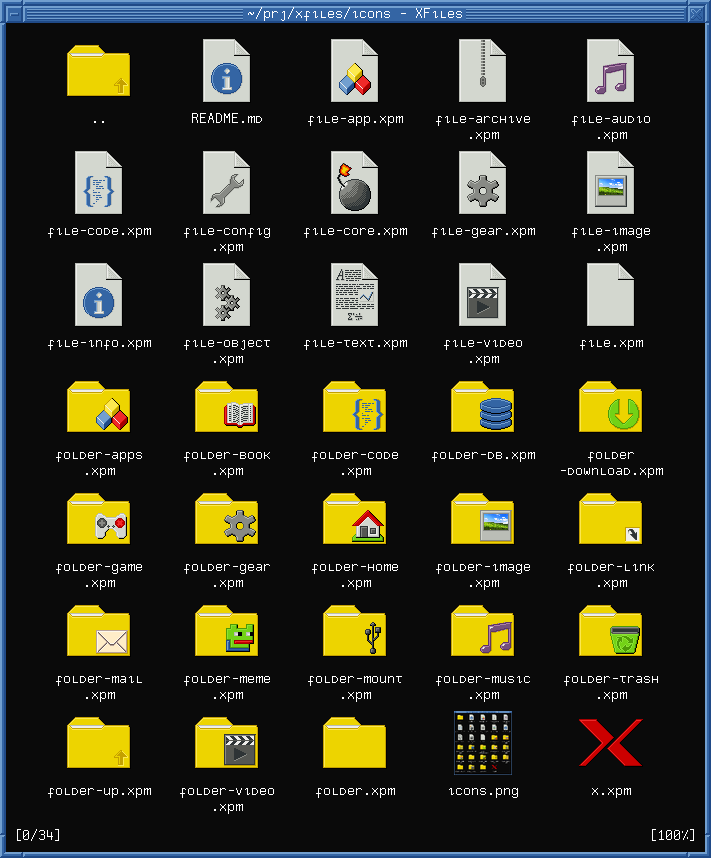 ~/prj/xfiles/icons - XFiles
..
README.md
file-app.xpm
file-archive
.xpm
file-audio
.xpm
file-code.xpm
file-config
.xpm
file-core.xpm
file-gear.xpm
file-image
.xpm
file-info.xpm
file-object
.xpm
file-text.xpm
file-video
.xpm
file.xpm
folder-apps
.xpm
folder-book
.xpm
folder-code
.xpm
folder-db.xpm
folder
-download.xpm
folder-game
.xpm
folder-gear
.xpm
folder-home
.xpm
folder-image
.xpm
folder-link
.xpm
folder-mail
.xpm
folder-meme
.xpm
folder-mount
.xpm
folder-music
.xpm
folder-trash
.xpm
folder-up.xpm
folder-video
.xpm
folder.xpm
icons.png
x.xpm
[0/34]
[100%]